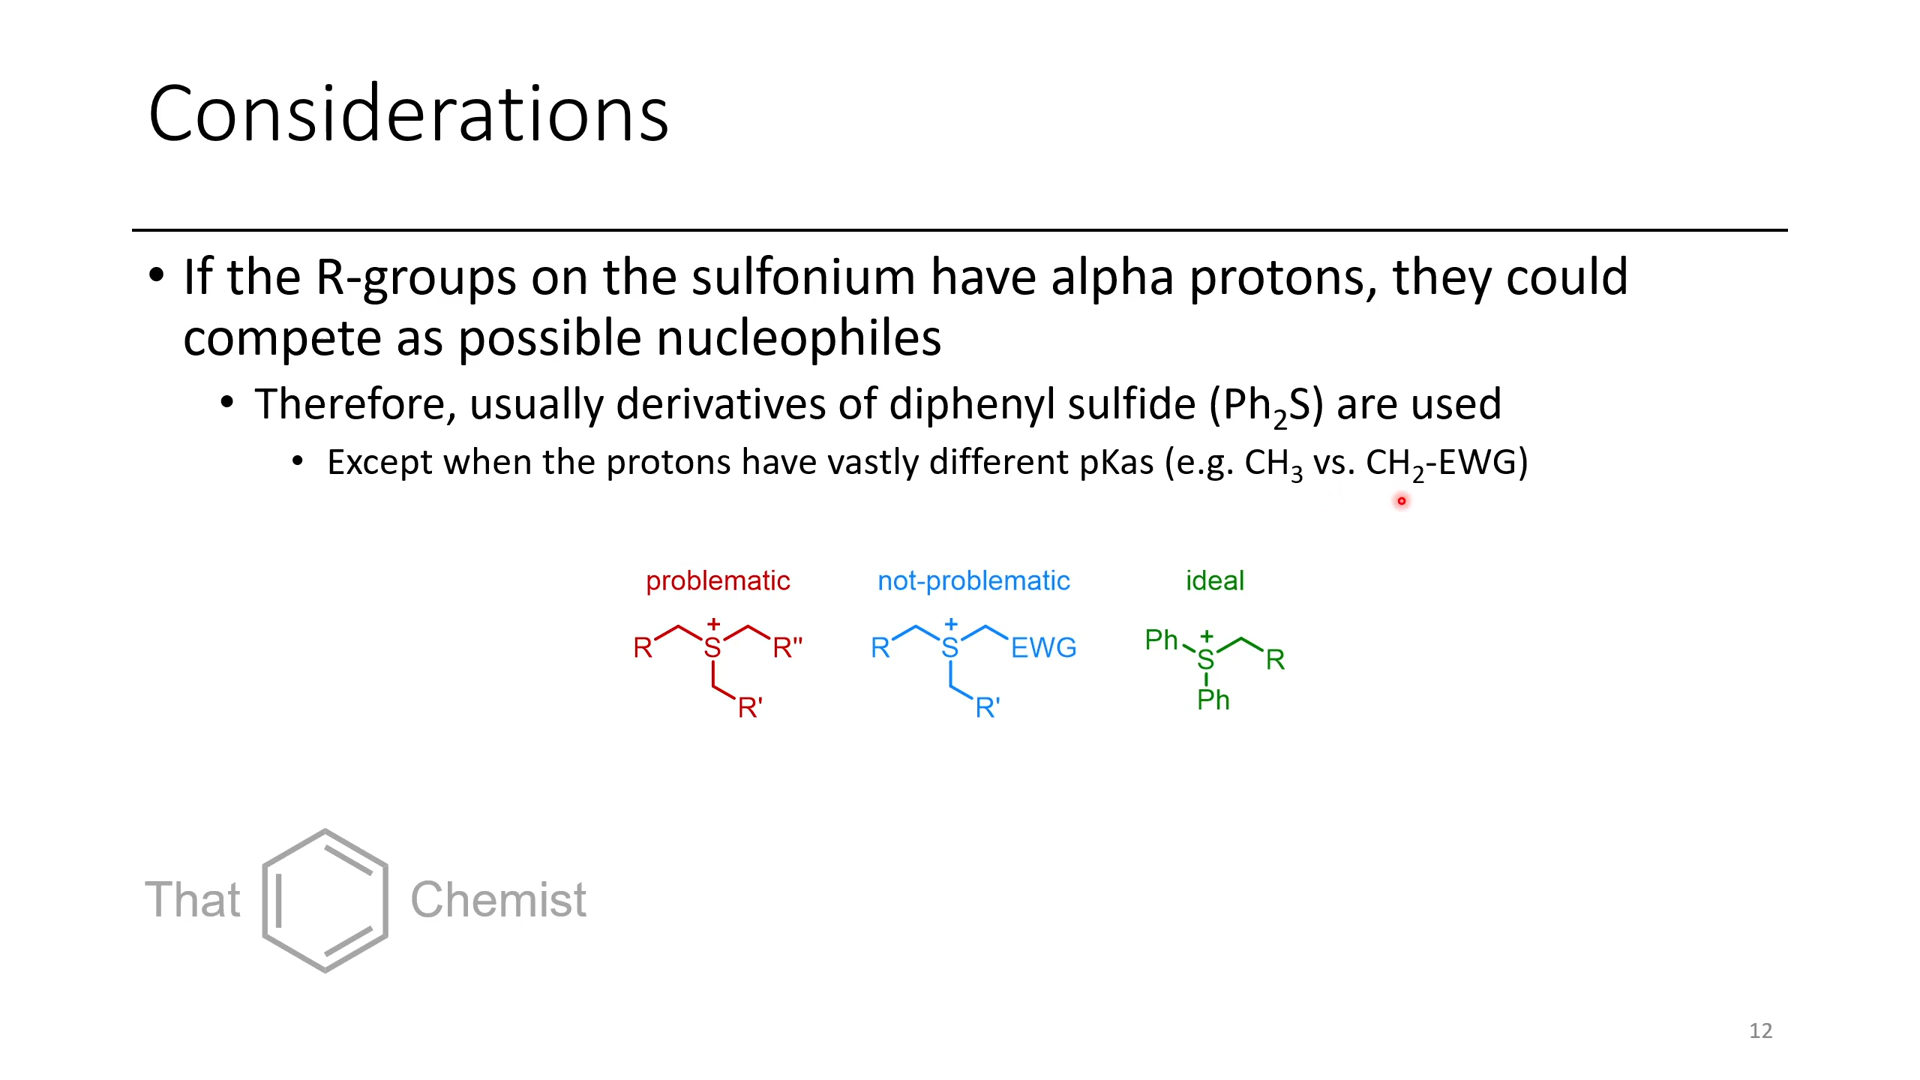 Considerations
• If the R-groups on the sulfonium have alpha protons, they could
compete as possible nucleophiles
• Therefore, usually derivatives of diphenyl sulfide (Ph₂S) are used
• Except when the protons have vastly different pKas (e.g. CH₃ vs. CH₂-EWG)
problematic
not-problematic
ideal
R S + R" R'
R S + EWG R'
Ph S + R Ph
That Chemist
12